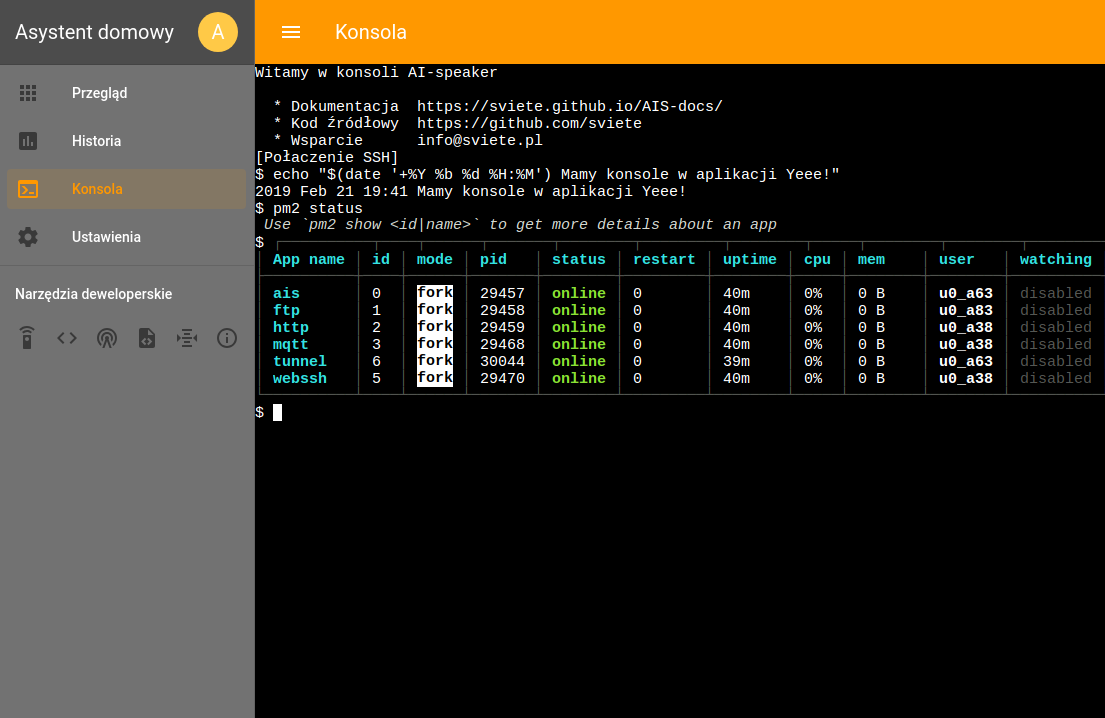 Asystent domowy A
Konsola
Przegląd
Historia
Konsola
Ustawienia
Narzędzia deweloperskie
Witamy w konsoli AI-speaker
* Dokumentacja https://sviete.github.io/AIS-docs/
* Kod źródłowy https://github.com/sviete
* Wsparcie info@sviete.pl
[Połaczenie SSH]
$ echo "$(date '+%Y %b %d %H:%M') Mamy konsole w aplikacji Yeee!"
2019 Feb 21 19:41 Mamy konsole w aplikacji Yeee!
$ pm2 status
Use `pm2 show <id|name>` to get more details about an app
$
App name id mode pid status restart uptime cpu mem user watching
ais 0 fork 29457 online 0 40m 0% 0 B u0_a63 disabled
ftp 1 fork 29458 online 0 40m 0% 0 B u0_a83 disabled
http 2 fork 29459 online 0 40m 0% 0 B u0_a38 disabled
mqtt 3 fork 29468 online 0 40m 0% 0 B u0_a38 disabled
tunnel 6 fork 30044 online 0 39m 0% 0 B u0_a63 disabled
webssh 5 fork 29470 online 0 40m 0% 0 B u0_a38 disabled
$